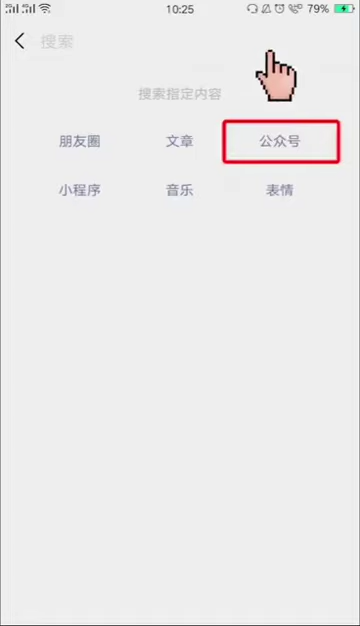 10:25 79%
搜索
搜索指定内容
朋友圈 文章 公众号
小程序 音乐 表情